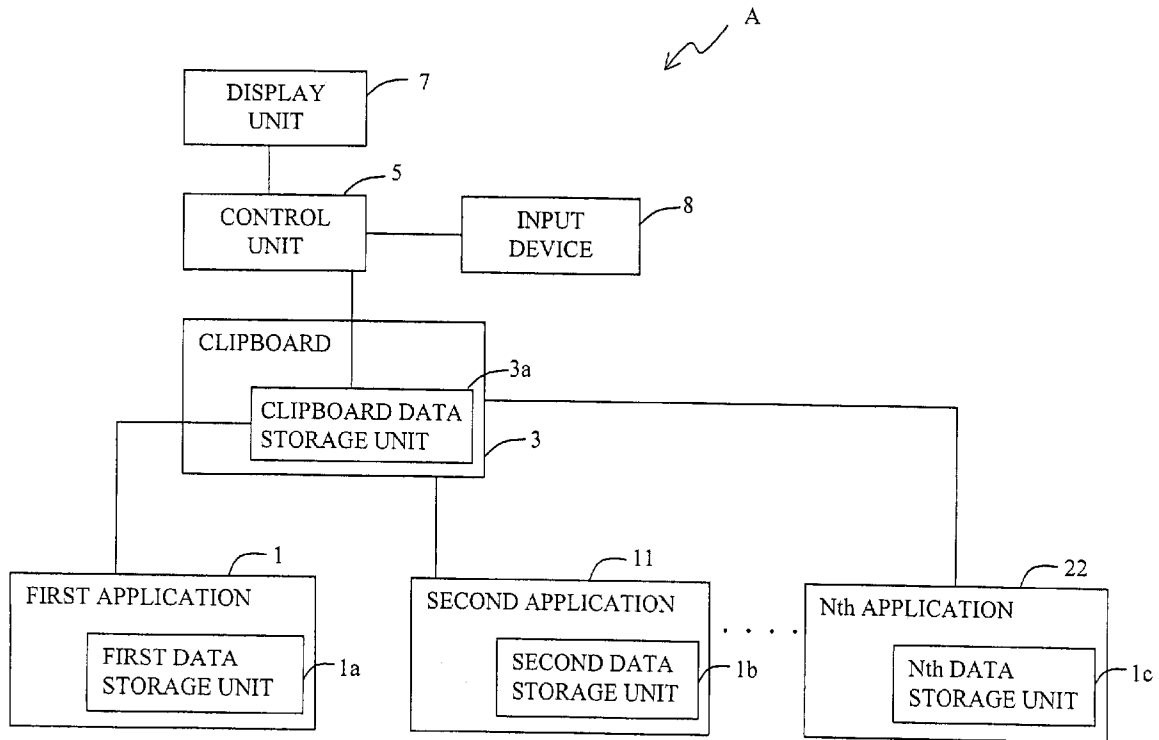 A
DISPLAY
UNIT
7
CONTROL
UNIT
5
INPUT
DEVICE
8
CLIPBOARD
3a
CLIPBOARD DATA
STORAGE UNIT
3
1
FIRST APPLICATION
FIRST DATA
STORAGE UNIT
1a
11
SECOND APPLICATION
SECOND DATA
STORAGE UNIT
1b
. . . .
22
Nth APPLICATION
Nth DATA
STORAGE UNIT
1c